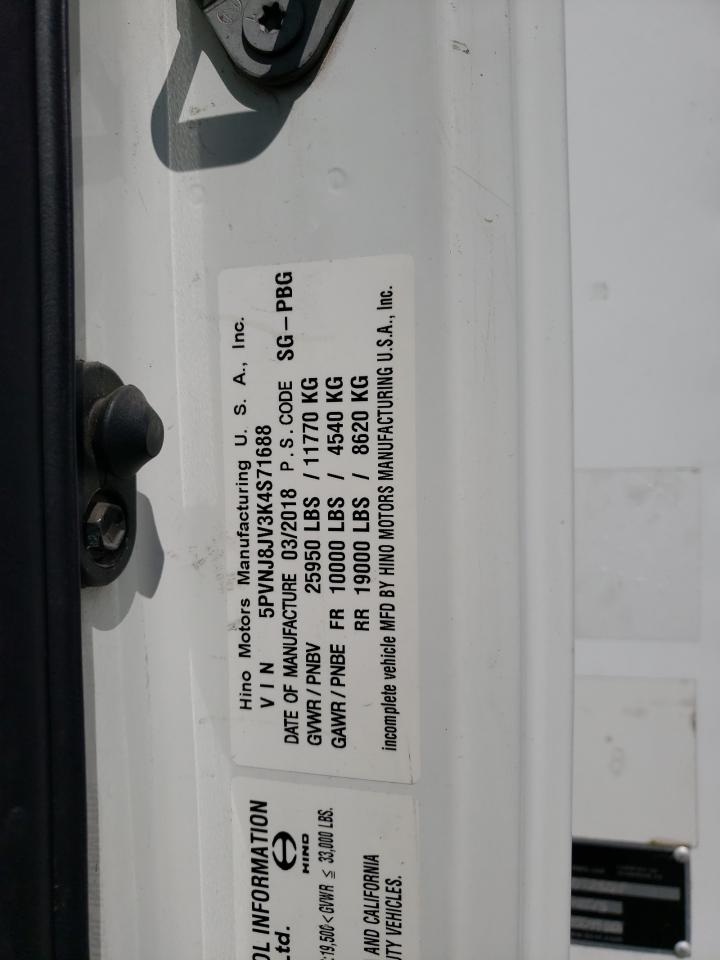 Hino Motors Manufacturing U. S. A., Inc.
VIN 5PVNJ8JV3K4S71688
DATE OF MANUFACTURE 03/2018 P.S.CODE SG-PBG
GVWR/PNBV 25950 LBS / 11770 KG
GAWR/PNBE FR 10000 LBS / 4540 KG
RR 19000 LBS / 8620 KG
incomplete vehicle MFD BY HINO MOTORS MANUFACTURING U.S.A., Inc.
OL INFORMATION
Ltd.
HINO
:19,500<GVWR ≦ 33,000 LBS.
AND CALIFORNIA
UTY VEHICLES.